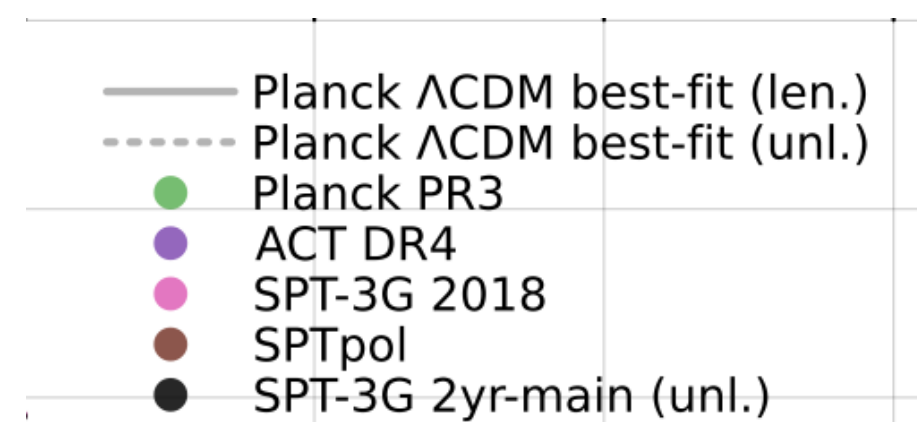 Planck ΛCDM best-fit (len.)
Planck ΛCDM best-fit (unl.)
Planck PR3
ACT DR4
SPT-3G 2018
SPTpol
SPT-3G 2yr-main (unl.)